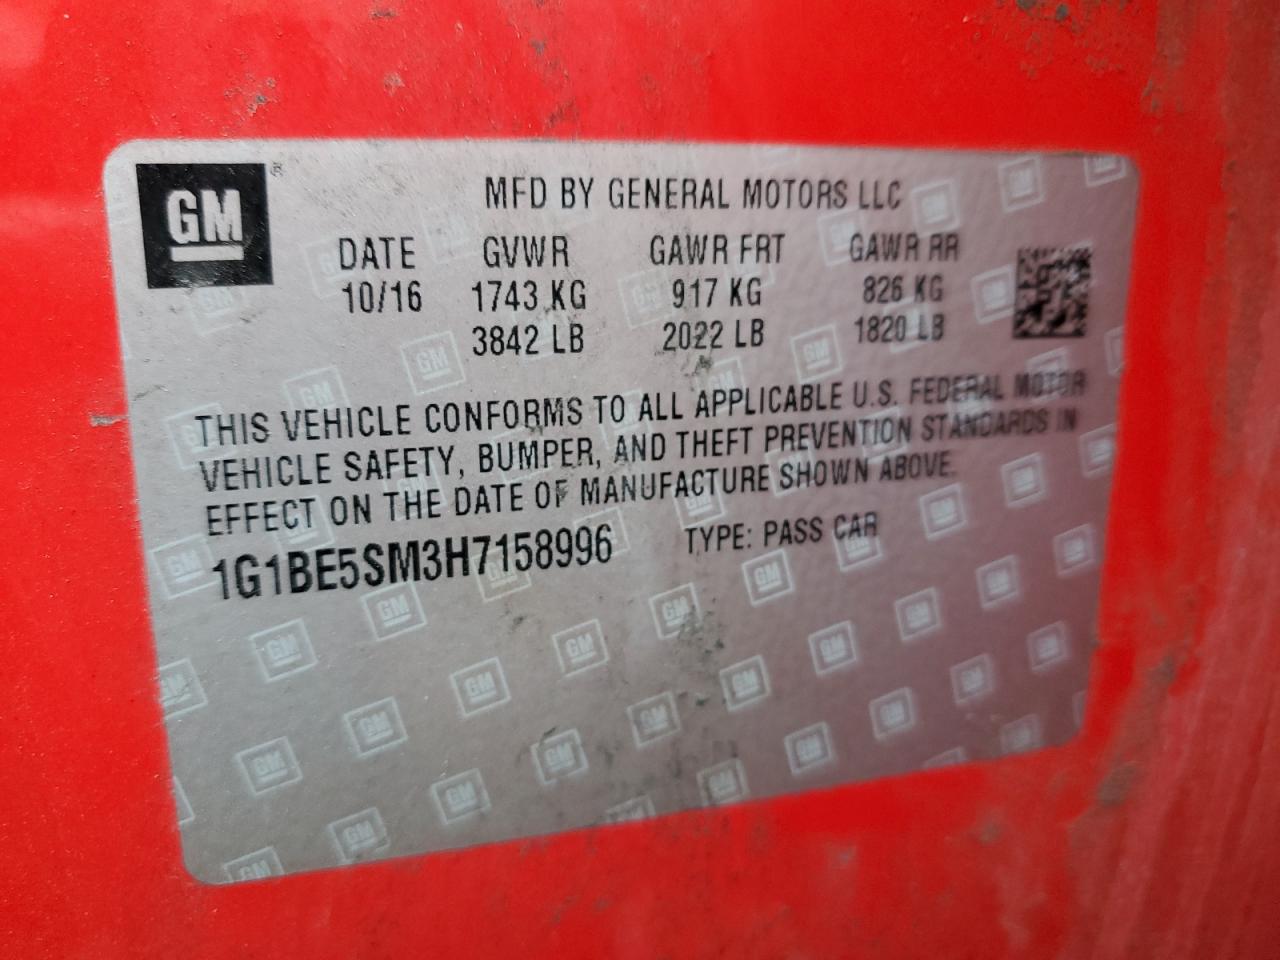 GM
MFD BY GENERAL MOTORS LLC
DATE GVWR GAWR FRT GAWR RR
10/16 1743 KG 917 KG 826 KG
3842 LB 2022 LB 1820 LB
THIS VEHICLE CONFORMS TO ALL APPLICABLE U.S. FEDERAL MOTOR
VEHICLE SAFETY, BUMPER, AND THEFT PREVENTION STANDARDS IN
EFFECT ON THE DATE OF MANUFACTURE SHOWN ABOVE.
1G1BE5SM3H7158996 TYPE: PASS CAR